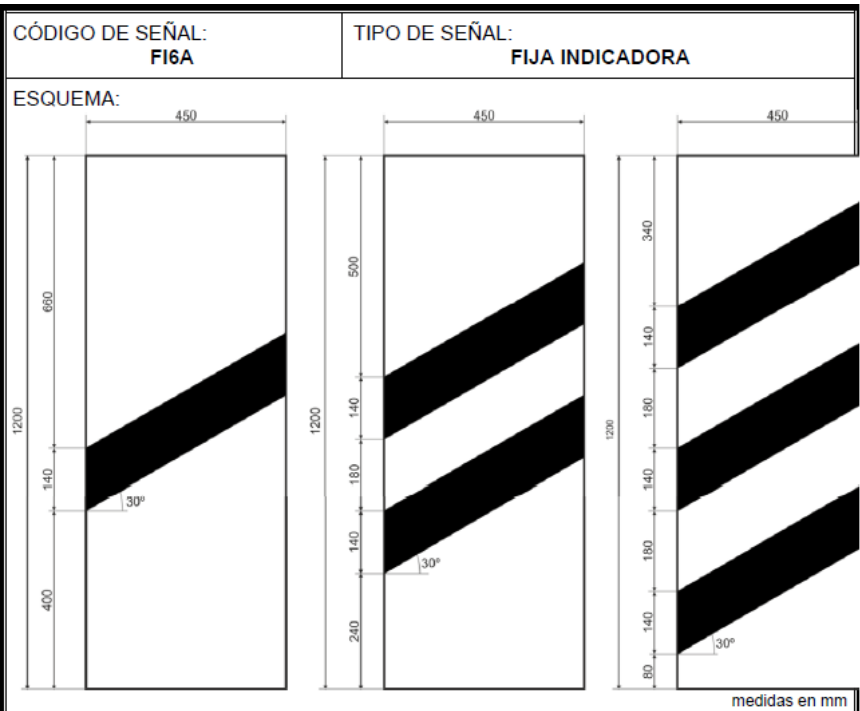 CÓDIGO DE SEÑAL:
FI6A
TIPO DE SEÑAL:
FIJA INDICADORA
ESQUEMA:
450
1200
660
140
400
30º
450
1200
500
140
180
140
240
30º
450
1200
340
140
180
140
180
140
80
30º
medidas en mm